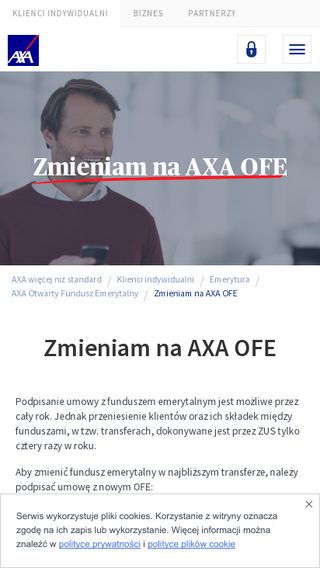 KLIENCI INDYWIDUALNI BIZNES PARTNERZY
AXA
Zmieniam na AXA OFE
AXA więcej niż standard / Klienci indywidualni / Emerytura /
AXA Otwarty Fundusz Emerytalny / Zmieniam na AXA OFE
Zmieniam na AXA OFE
Podpisanie umowy z funduszem emerytalnym jest możliwe przez
cały rok. Jednak przeniesienie klientów oraz ich składek między
funduszami, w tzw. transferach, dokonywane jest przez ZUS tylko
cztery razy w roku.
Aby zmienić fundusz emerytalny w najbliższym transferze, należy
podpisać umowę z nowym OFE:
Serwis wykorzystuje pliki cookies. Korzystanie z witryny oznacza
zgodę na ich zapis lub wykorzystanie. Więcej informacji można
znaleźć w polityce prywatności i polityce plików cookie